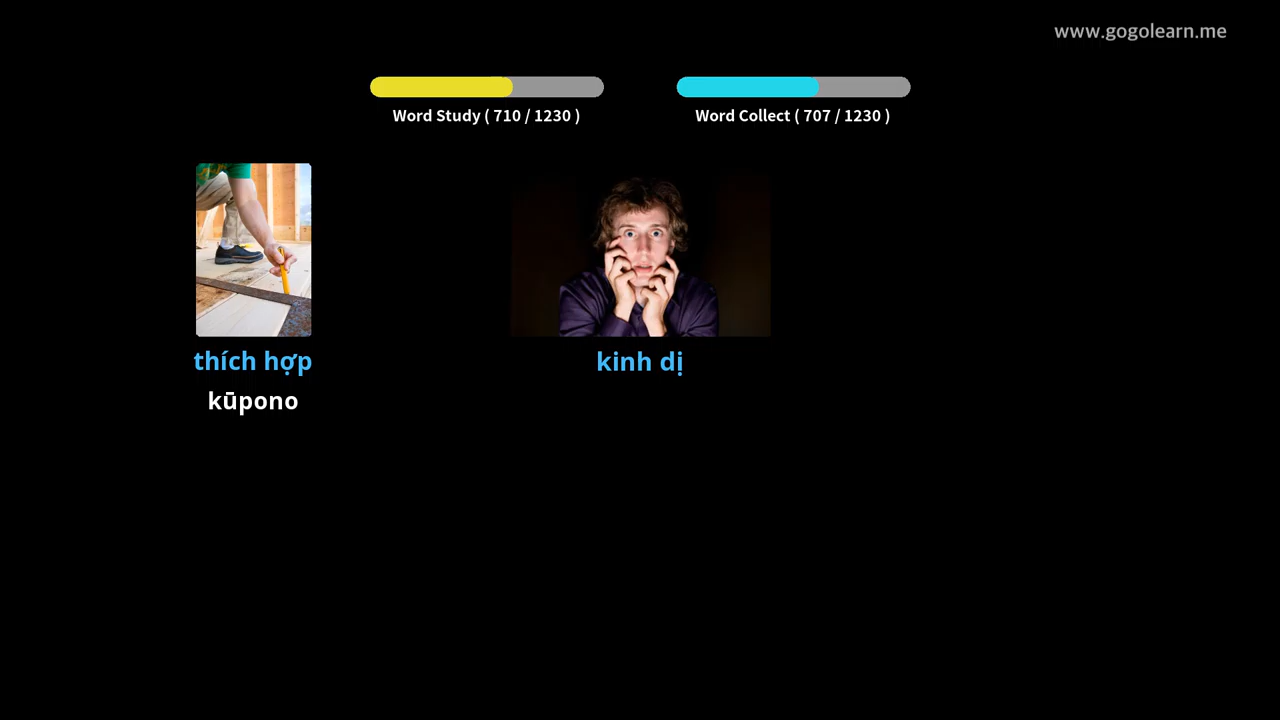 www.gogolearn.me
Word Study ( 710 / 1230 )
Word Collect ( 707 / 1230 )
thích hợp
kūpono
kinh dị